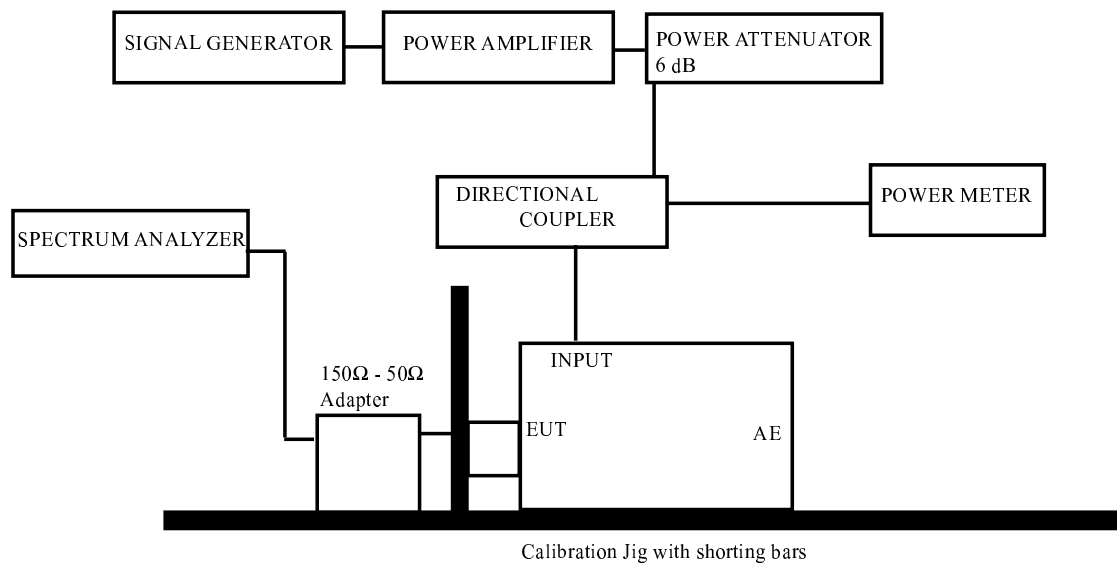 SIGNAL GENERATOR
POWER AMPLIFIER
POWER ATTENUATOR
6 dB
DIRECTIONAL
COUPLER
POWER METER
SPECTRUM ANALYZER
150Ω - 50Ω
Adapter
INPUT
EUT
AE
Calibration Jig with shorting bars